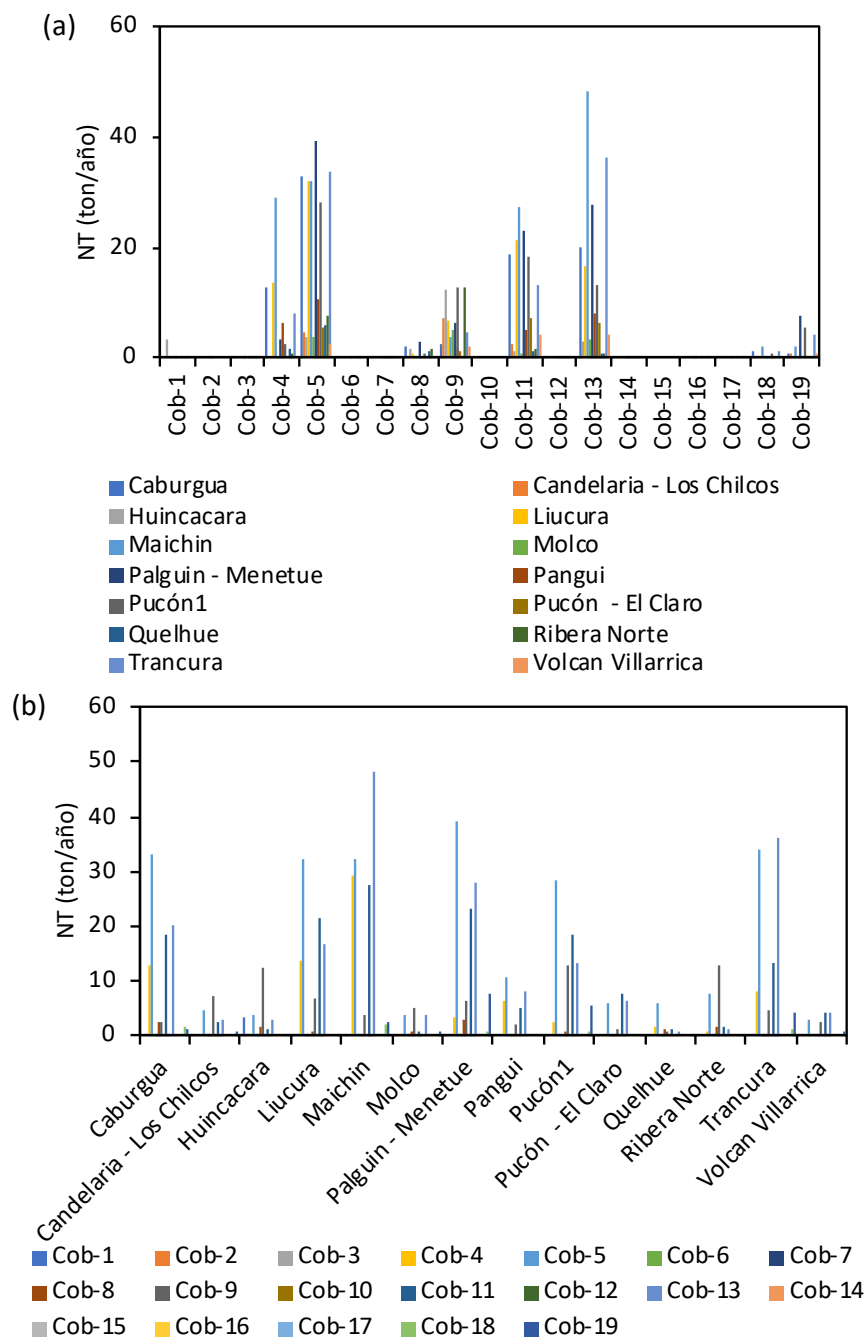 (a)
60
40
20
0
NT (ton/año)
Cob-1 Cob-2 Cob-3 Cob-4 Cob-5 Cob-6 Cob-7 Cob-8 Cob-9 Cob-10 Cob-11 Cob-12 Cob-13 Cob-14 Cob-15 Cob-16 Cob-17 Cob-18 Cob-19
Caburgua Candelaria - Los Chilcos
Huincacara Liucura
Maichin Molco
Palguin - Menetue Pangui
Pucón1 Pucón - El Claro
Quelhue Ribera Norte
Trancura Volcan Villarrica
(b)
60
50
40
30
20
10
0
NT (ton/año)
Caburgua Candelaria - Los Chilcos Huincacara Liucura Maichin Molco Palguin - Menetue Pangui Pucón1 Pucón - El Claro Quelhue Ribera Norte Trancura Volcan Villarrica
Cob-1 Cob-2 Cob-3 Cob-4 Cob-5 Cob-6 Cob-7
Cob-8 Cob-9 Cob-10 Cob-11 Cob-12 Cob-13 Cob-14
Cob-15 Cob-16 Cob-17 Cob-18 Cob-19